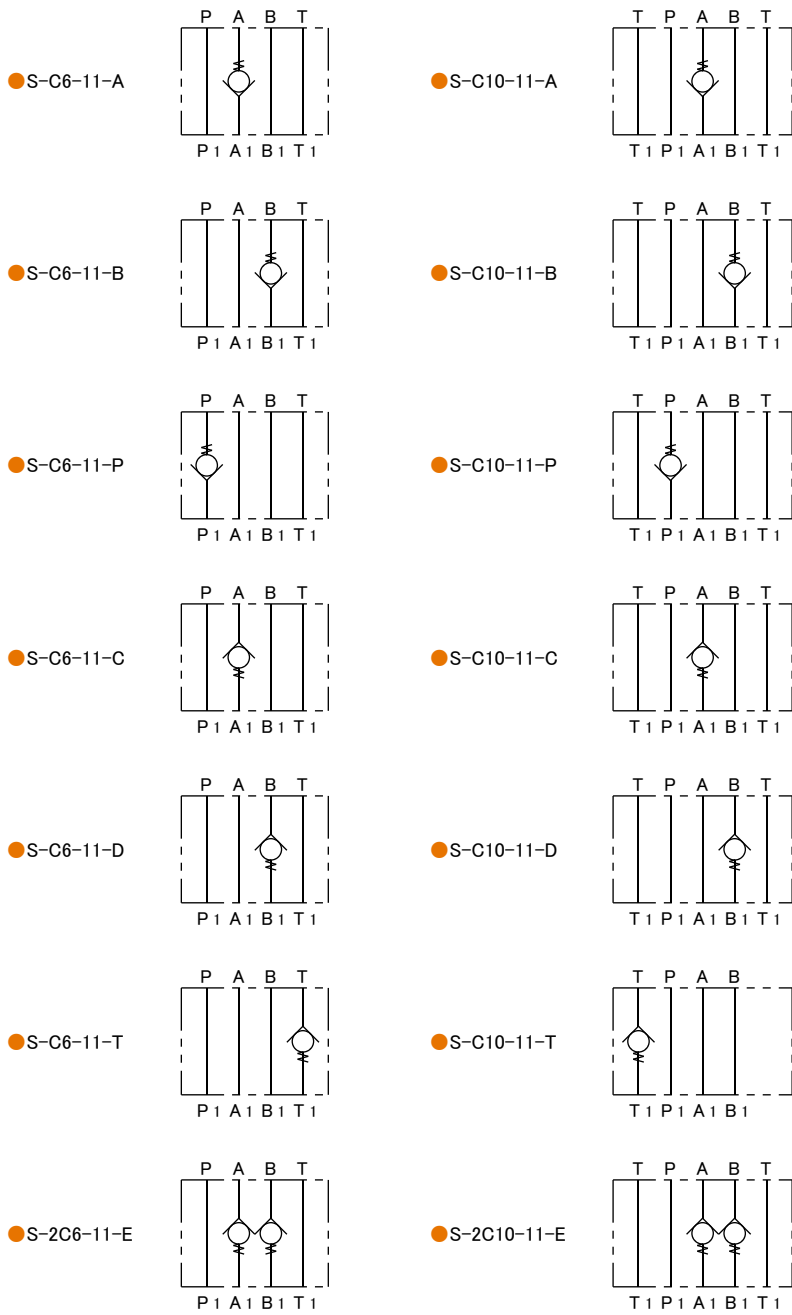 P A B T
T P A B T
S-C6-11-A
S-C10-11-A
P1 A1 B1 T1
T1 P1 A1 B1 T1
P A B T
T P A B T
S-C6-11-B
S-C10-11-B
P1 A1 B1 T1
T1 P1 A1 B1 T1
P A B T
T P A B T
S-C6-11-P
S-C10-11-P
P1 A1 B1 T1
T1 P1 A1 B1 T1
P A B T
T P A B T
S-C6-11-C
S-C10-11-C
P1 A1 B1 T1
T1 P1 A1 B1 T1
P A B T
T P A B T
S-C6-11-D
S-C10-11-D
P1 A1 B1 T1
T1 P1 A1 B1 T1
P A B T
T P A B
S-C6-11-T
S-C10-11-T
P1 A1 B1 T1
T1 P1 A1 B1
P A B T
T P A B T
S-2C6-11-E
S-2C10-11-E
P1 A1 B1 T1
T1 P1 A1 B1 T1